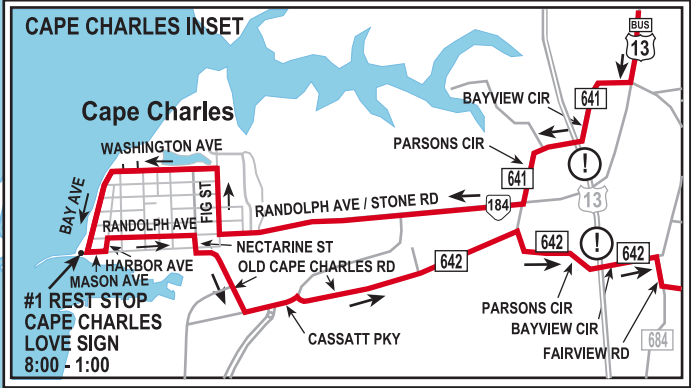 CAPE CHARLES INSET
BUS
13
641
BAYVIEW CIR
Cape Charles
WASHINGTON AVE
PARSONS CIR
641
!
BAY AVE
FIG ST
RANDOLPH AVE / STONE RD
184
13
RANDOLPH AVE
NECTARINE ST
!
642
HARBOR AVE
OLD CAPE CHARLES RD
642
642
MASON AVE
#1 REST STOP
CAPE CHARLES
LOVE SIGN
8:00 - 1:00
CASSATT PKY
PARSONS CIR
BAYVIEW CIR
FAIRVIEW RD
684